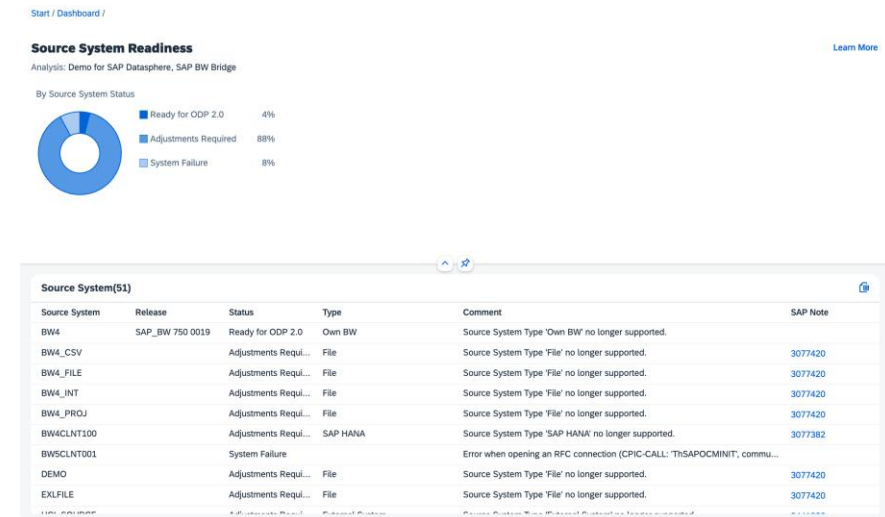 Start / Dashboard /
Source System Readiness
Learn More
Analysis: Demo for SAP Datasphere, SAP BW Bridge
By Source System Status
Ready for ODP 2.0 4%
Adjustments Required 88%
System Failure 8%
Source System(51)
Source System Release Status Type Comment SAP Note
BW4 SAP_BW 750 0019 Ready for ODP 2.0 Own BW Source System Type 'Own BW' no longer supported.
BW4_CSV Adjustments Requi... File Source System Type 'File' no longer supported. 3077420
BW4_FILE Adjustments Requi... File Source System Type 'File' no longer supported. 3077420
BW4_INT Adjustments Requi... File Source System Type 'File' no longer supported. 3077420
BW4_PROJ Adjustments Requi... File Source System Type 'File' no longer supported. 3077420
BW4CLNT100 Adjustments Requi... SAP HANA Source System Type 'SAP HANA' no longer supported. 3077382
BW5CLNT001 System Failure Error when opening an RFC connection (CPIC-CALL: 'ThSAPOCMINIT', commu...
DEMO Adjustments Requi... File Source System Type 'File' no longer supported. 3077420
EXLFILE Adjustments Requi... File Source System Type 'File' no longer supported. 3077420